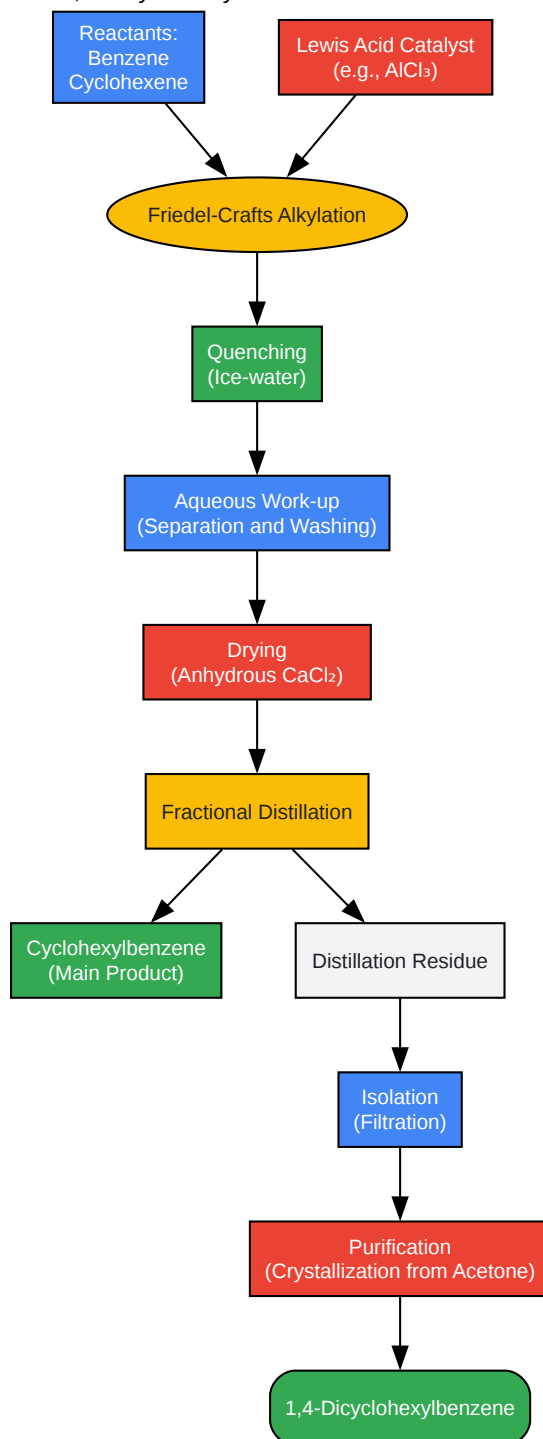 Reactants:
Benzene
Cyclohexene
Lewis Acid Catalyst
(e.g., AlCl₃)
Friedel-Crafts Alkylation
Quenching
(Ice-water)
Aqueous Work-up
(Separation and Washing)
Drying
(Anhydrous CaCl₂)
Fractional Distillation
Cyclohexylbenzene
(Main Product)
Distillation Residue
Isolation
(Filtration)
Purification
(Crystallization from Acetone)
1,4-Dicyclohexylbenzene